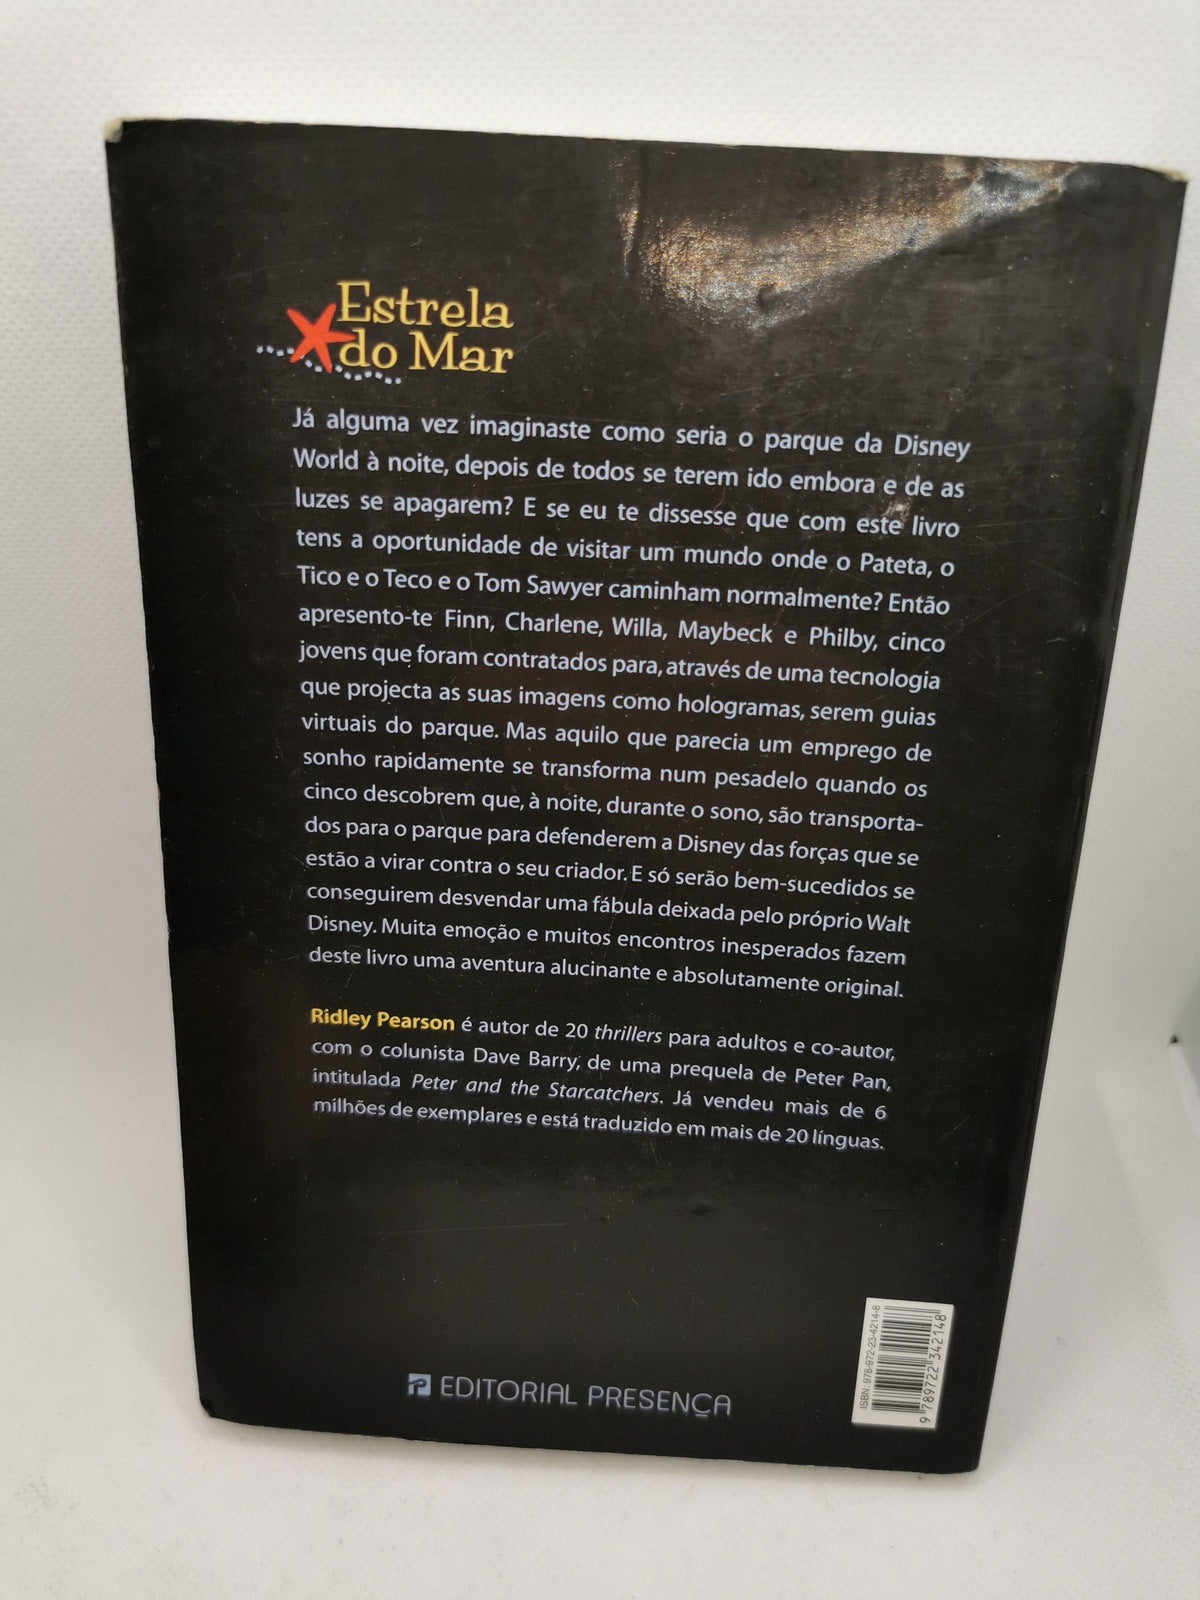 Estrela
do Mar
Já alguma vez imaginaste como seria o parque da Disney
World à noite, depois de todos se terem ido embora e de as
luzes se apagarem? E se eu te dissesse que com este livro
tens a oportunidade de visitar um mundo onde o Pateta, o
Tico e o Teco e o Tom Sawyer caminham normalmente? Então
apresento-te Finn, Charlene, Willa, Maybeck e Philby, cinco
jovens que foram contratados para, através de uma tecnologia
que projecta as suas imagens como hologramas, serem guias
virtuais do parque. Mas aquilo que parecia um emprego de
sonho rapidamente se transforma num pesadelo quando os
cinco descobrem que, à noite, durante o sono, são transporta-
dos para o parque para defenderem a Disney das forças que se
estão a virar contra o seu criador. E só serão bem-sucedidos se
conseguirem desvendar uma fábula deixada pelo próprio Walt
Disney. Muita emoção e muitos encontros inesperados fazem
deste livro uma aventura alucinante e absolutamente original.
Ridley Pearson é autor de 20 thrillers para adultos e co-autor,
com o colunista Dave Barry, de uma prequela de Peter Pan,
intitulada Peter and the Starcatchers. Já vendeu mais de 6
milhões de exemplares e está traduzido em mais de 20 línguas.
EDITORIAL PRESENÇA
ISBN: 978-972-23-4214-8
9 789722 342148